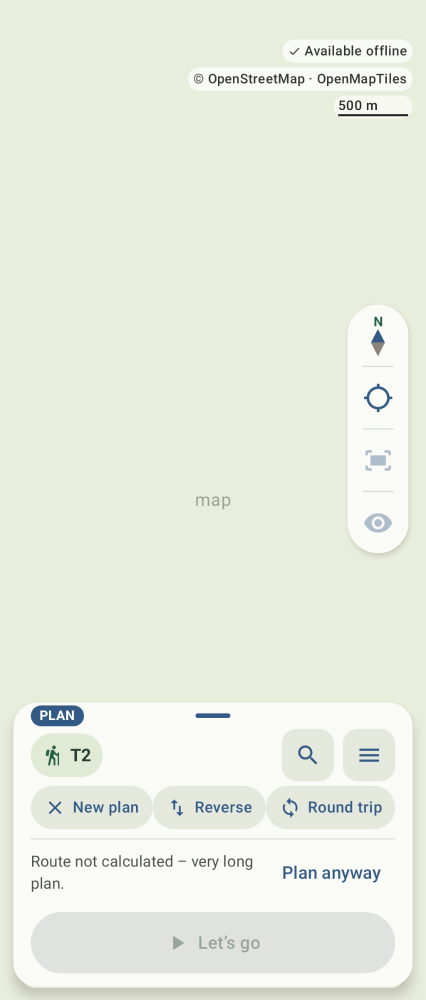 Available offline
© OpenStreetMap · OpenMapTiles
500 m
N
map
PLAN
T2
New plan
Reverse
Round trip
Route not calculated – very long
plan.
Plan anyway
Let’s go